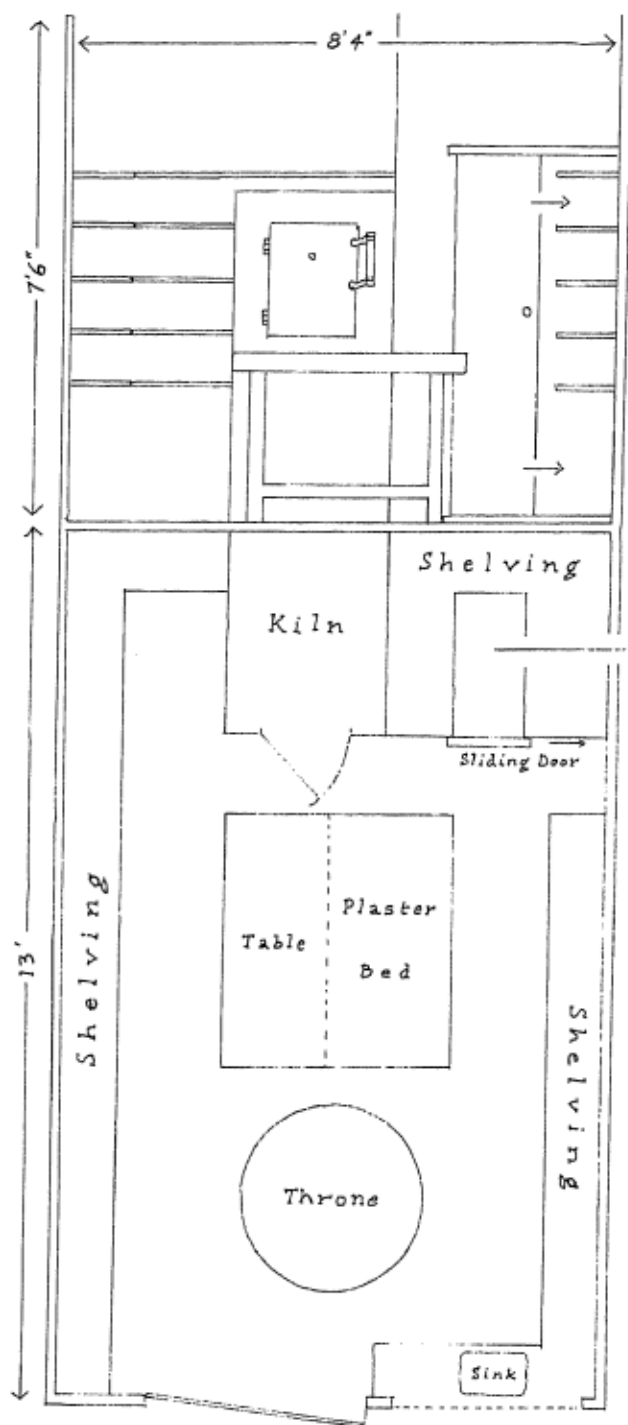 8'4"
7'6"
Shelving
Kiln
Sliding Door
13'
Shelving
Table
Plaster
Bed
Shelving
Throne
Sink